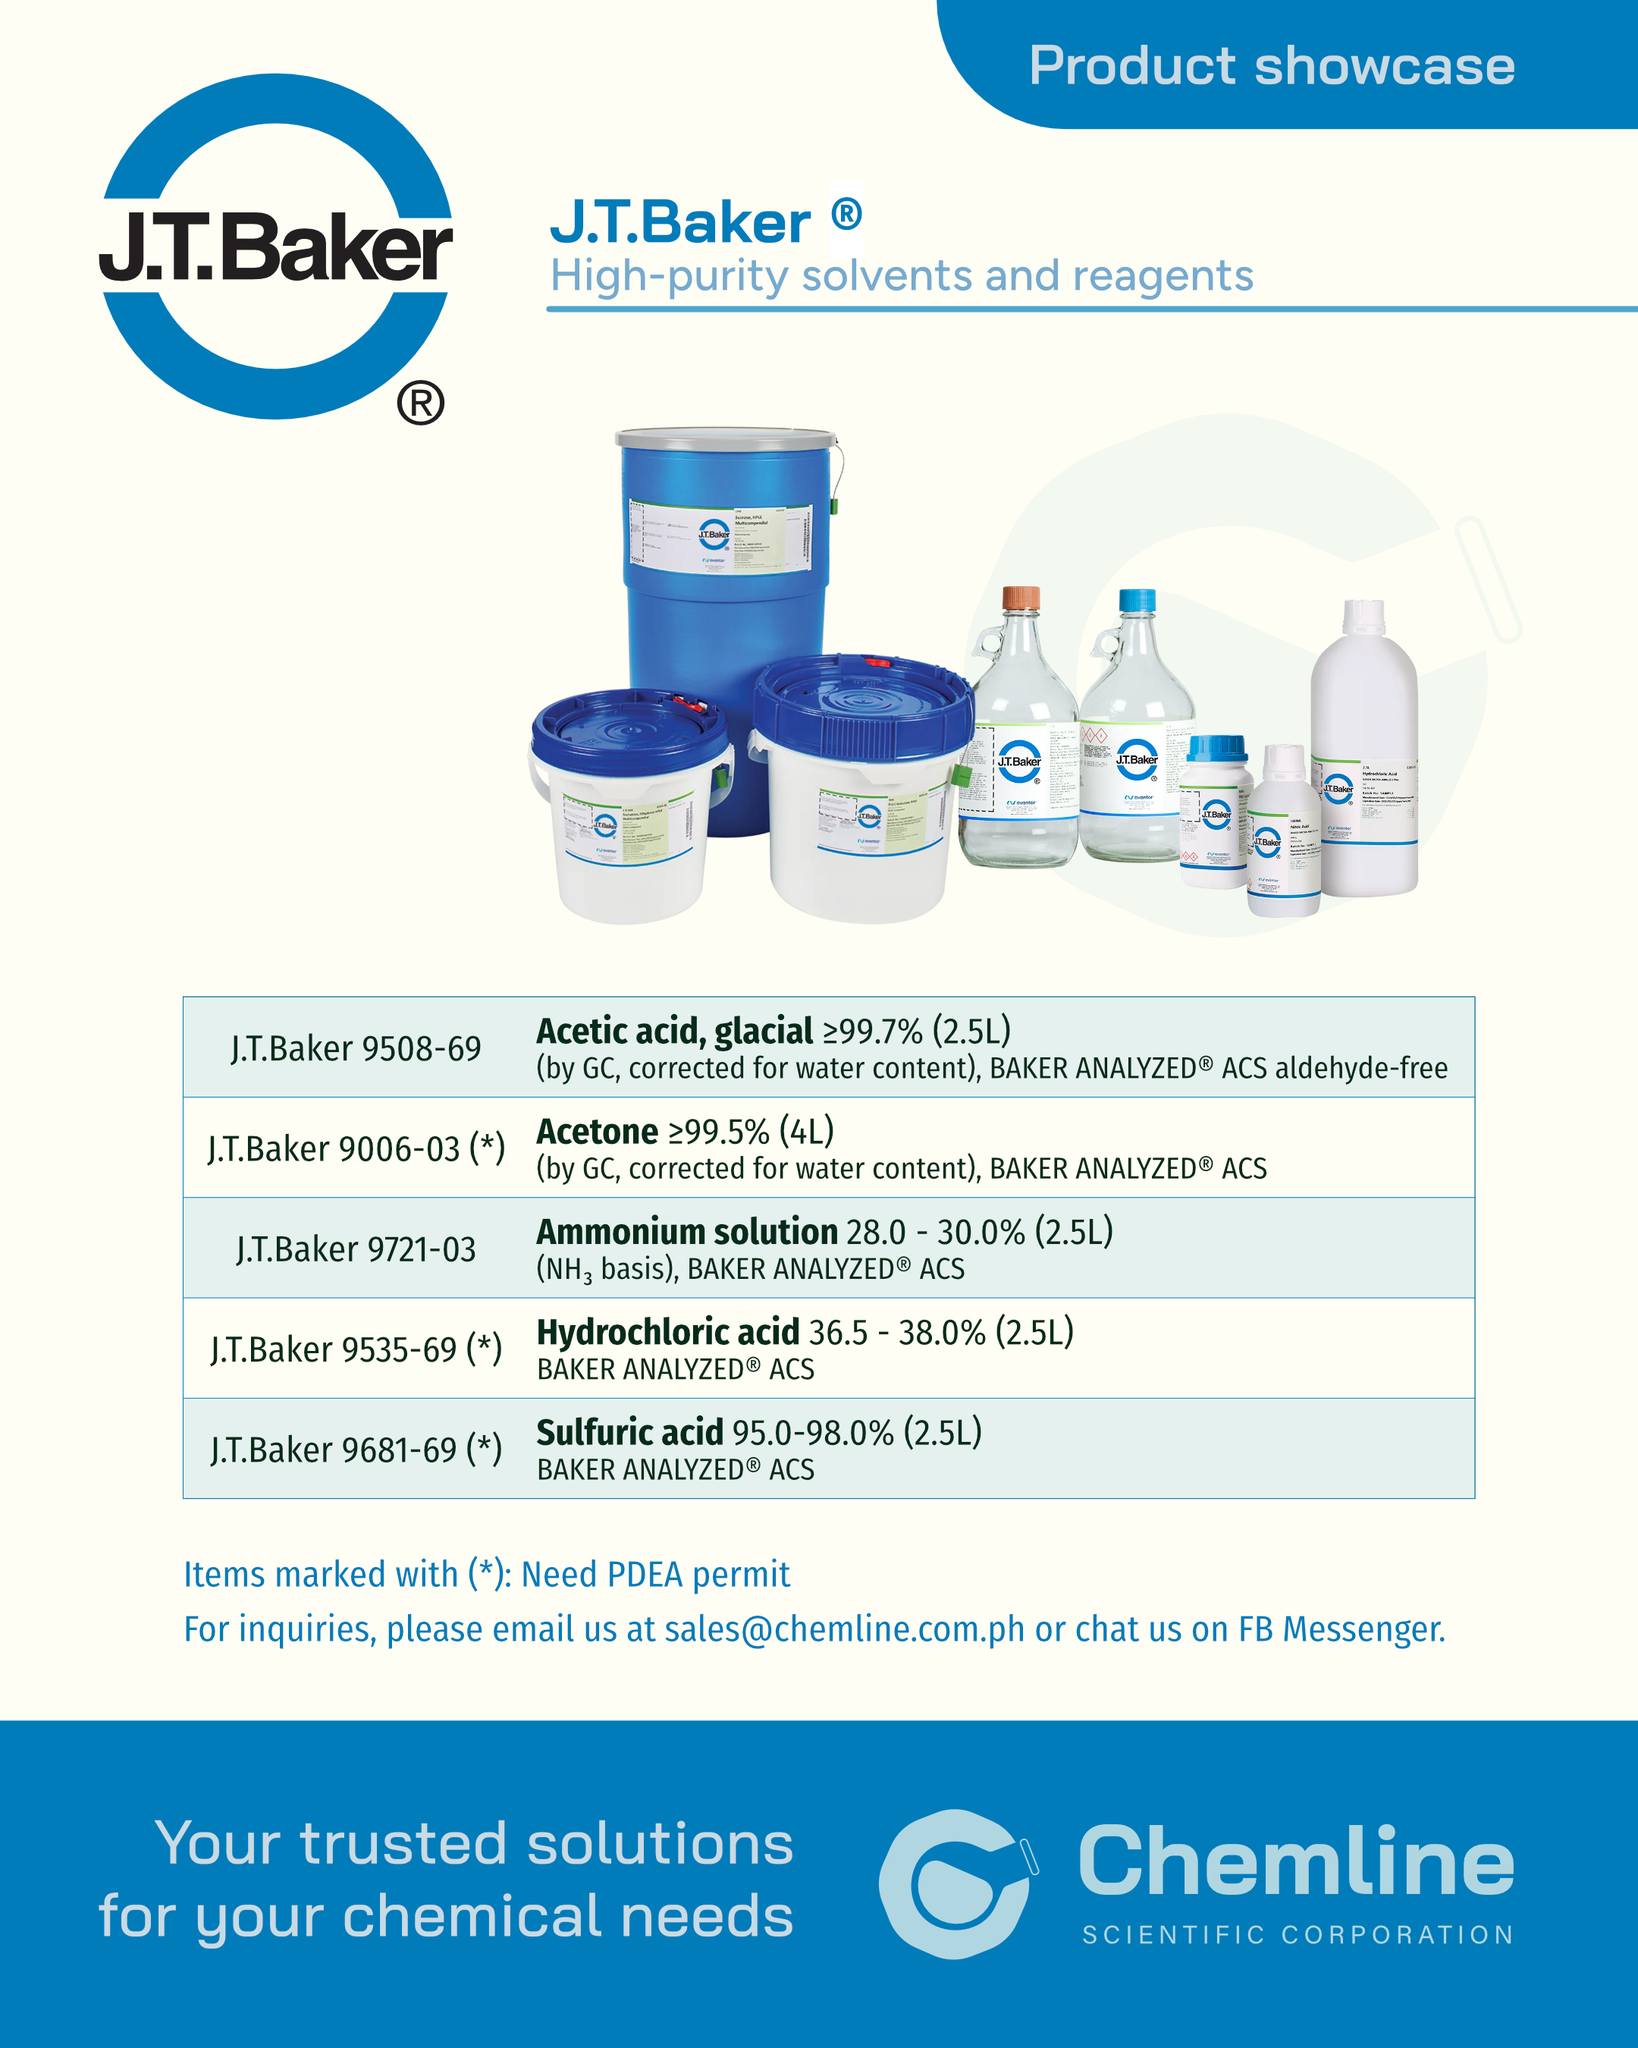 Product showcase
J.T.Baker
®
J.T.Baker ®
High-purity solvents and reagents
J.T.Baker
J.T.Baker
J.T.Baker
J.T.Baker
J.T.Baker
J.T.Baker
J.T.Baker
J.T.Baker
Hydrochloric Acid
Nitric Acid
J.T.Baker 9508-69
Acetic acid, glacial ≥99.7% (2.5L)
(by GC, corrected for water content), BAKER ANALYZED® ACS aldehyde-free
J.T.Baker 9006-03 (*)
Acetone ≥99.5% (4L)
(by GC, corrected for water content), BAKER ANALYZED® ACS
J.T.Baker 9721-03
Ammonium solution 28.0 - 30.0% (2.5L)
(NH₃ basis), BAKER ANALYZED® ACS
J.T.Baker 9535-69 (*)
Hydrochloric acid 36.5 - 38.0% (2.5L)
BAKER ANALYZED® ACS
J.T.Baker 9681-69 (*)
Sulfuric acid 95.0-98.0% (2.5L)
BAKER ANALYZED® ACS
Items marked with (*): Need PDEA permit
For inquiries, please email us at sales@chemline.com.ph or chat us on FB Messenger.
Your trusted solutions
for your chemical needs
Chemline
SCIENTIFIC CORPORATION